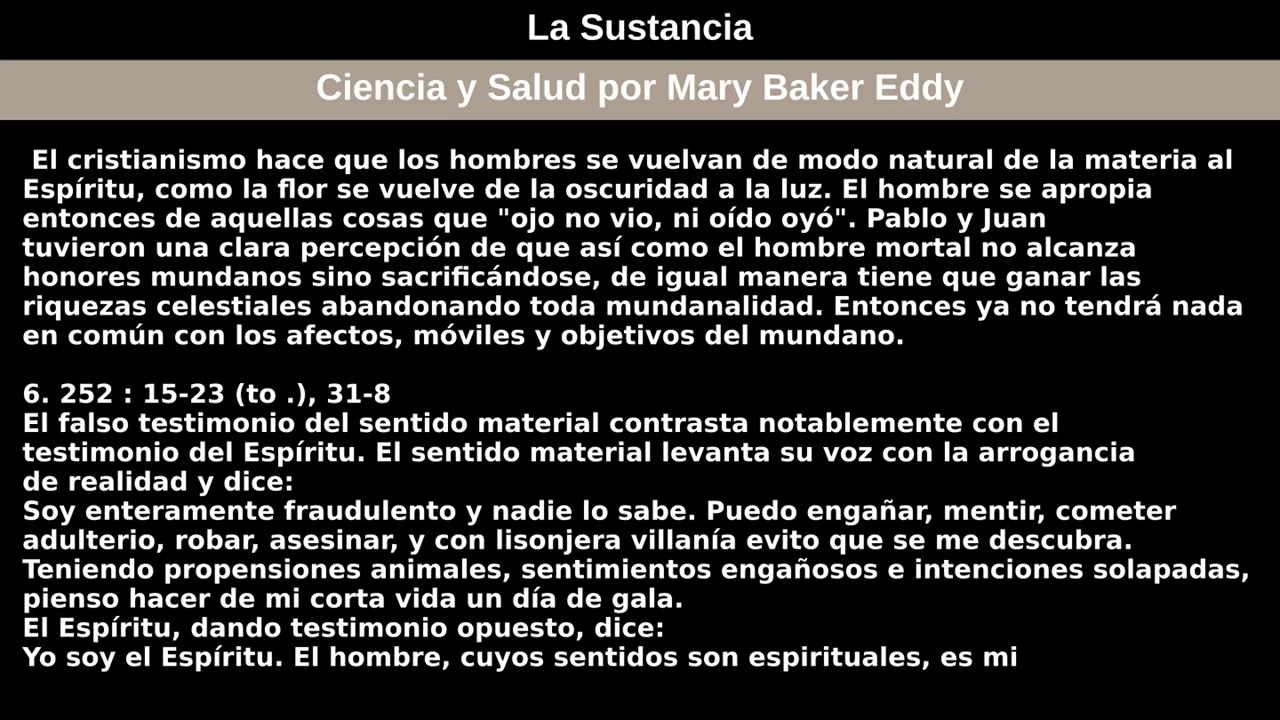 La Sustancia
Ciencia y Salud por Mary Baker Eddy
El cristianismo hace que los hombres se vuelvan de modo natural de la materia al
Espíritu, como la flor se vuelve de la oscuridad a la luz. El hombre se apropia
entonces de aquellas cosas que "ojo no vio, ni oído oyó". Pablo y Juan
tuvieron una clara percepción de que así como el hombre mortal no alcanza
honores mundanos sino sacrificándose, de igual manera tiene que ganar las
riquezas celestiales abandonando toda mundanalidad. Entonces ya no tendrá nada
en común con los afectos, móviles y objetivos del mundano.
6. 252 : 15-23 (to .), 31-8
El falso testimonio del sentido material contrasta notablemente con el
testimonio del Espíritu. El sentido material levanta su voz con la arrogancia
de realidad y dice:
Soy enteramente fraudulento y nadie lo sabe. Puedo engañar, mentir, cometer
adulterio, robar, asesinar, y con lisonjera villanía evito que se me descubra.
Teniendo propensiones animales, sentimientos engañosos e intenciones solapadas,
pienso hacer de mi corta vida un día de gala.
El Espíritu, dando testimonio opuesto, dice:
Yo soy el Espíritu. El hombre, cuyos sentidos son espirituales, es mi